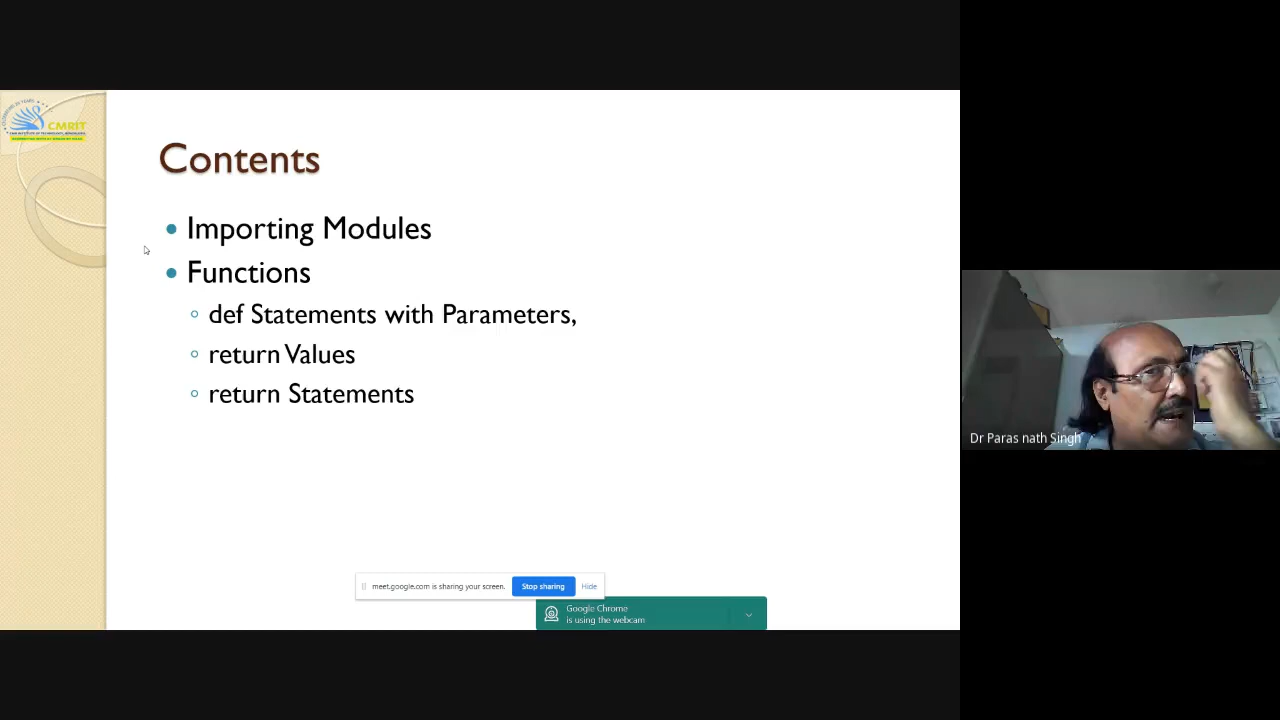 CMRIT
Contents
Importing Modules
Functions
def Statements with Parameters,
return Values
return Statements
Dr Paras nath Singh
meet.google.com is sharing your screen. Stop sharing Hide
Google Chrome
is using the webcam